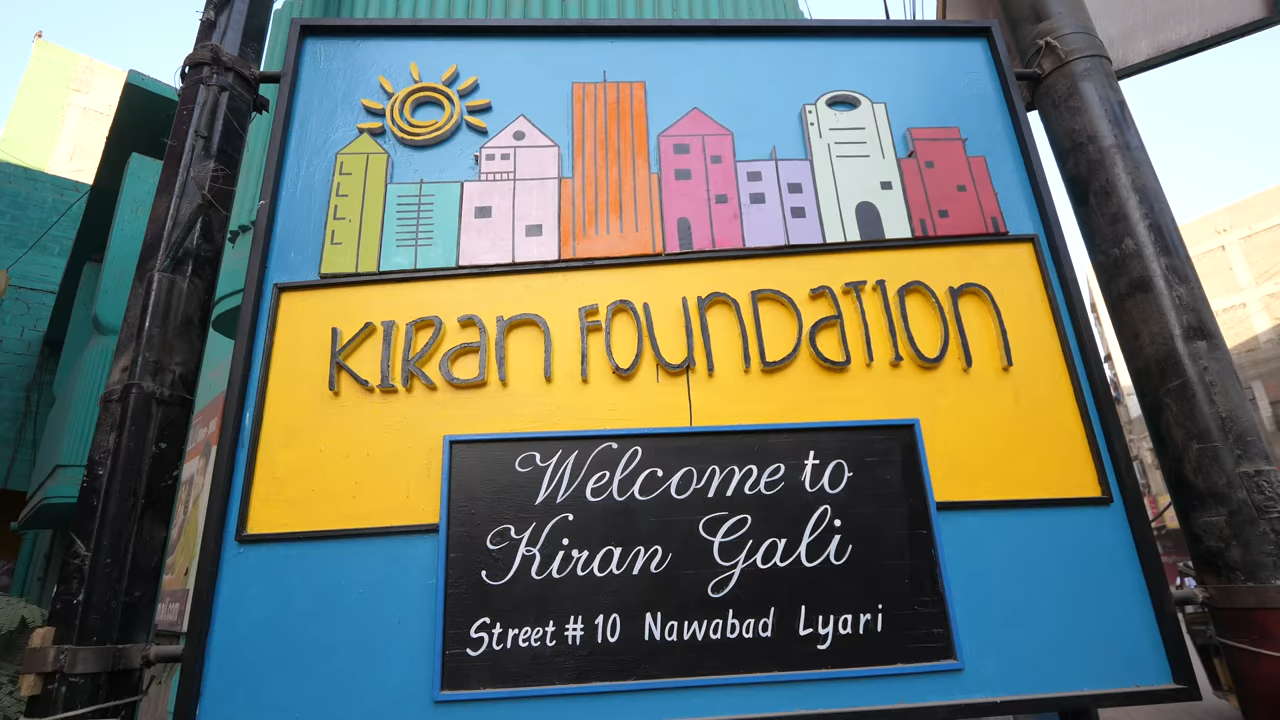 KIRAN FOUNDATION
Welcome to
Kiran Gali
Street # 10 Nawabad Lyari